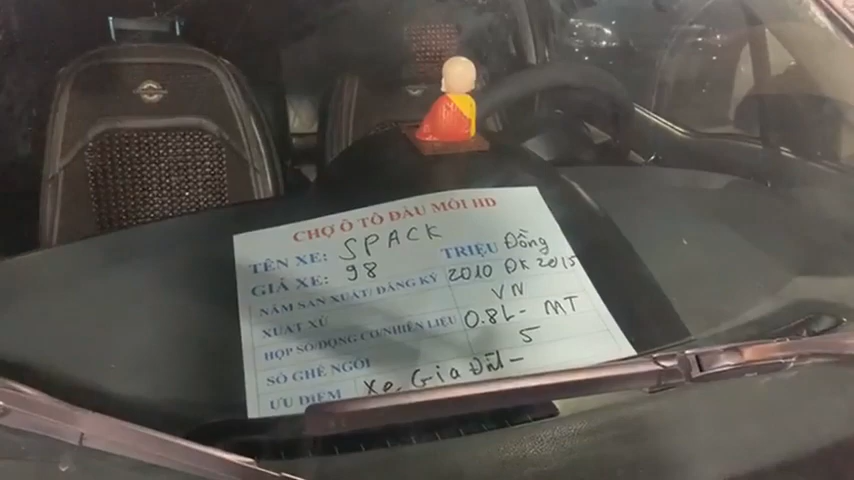 CHỢ Ô TÔ ĐẦU MỐI HD
TÊN XE: SPACK
GIÁ XE: 98 TRIỆU Đồng
NĂM SẢN XUẤT/ ĐĂNG KÝ 2010 ĐK 2015
XUẤT XỨ VN
HỘP SỐ/ĐỘNG CƠ/NHIÊN LIỆU 0.8L - MT
SỐ GHẾ NGỒI 5
ƯU ĐIỂM Xe Gia Đình -